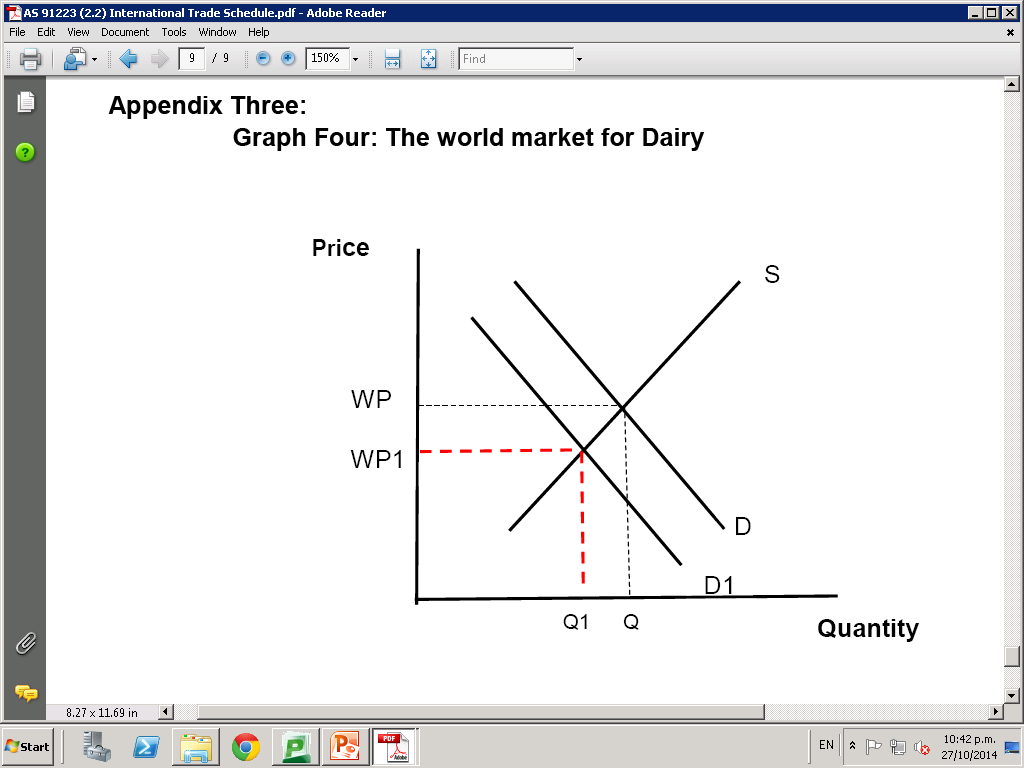 AS 91223 (2.2) International Trade Schedule.pdf - Adobe Reader
File Edit View Document Tools Window Help
9 / 9 150% Find
Appendix Three:
Graph Four: The world market for Dairy
Price
S
WP
WP1
D
D1
Q1 Q
Quantity
8.27 x 11.69 in
Start
EN
10:42 p.m.
27/10/2014